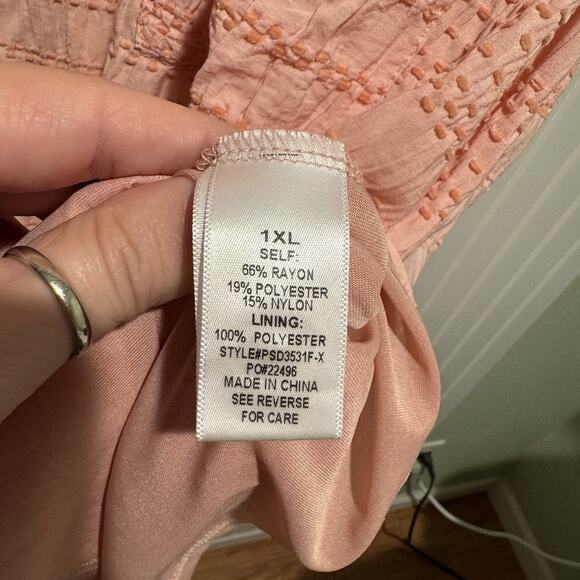 1XL
SELF:
66% RAYON
19% POLYESTER
15% NYLON
LINING:
100% POLYESTER
STYLE#PSD3531F-X
PO#22496
MADE IN CHINA
SEE REVERSE
FOR CARE